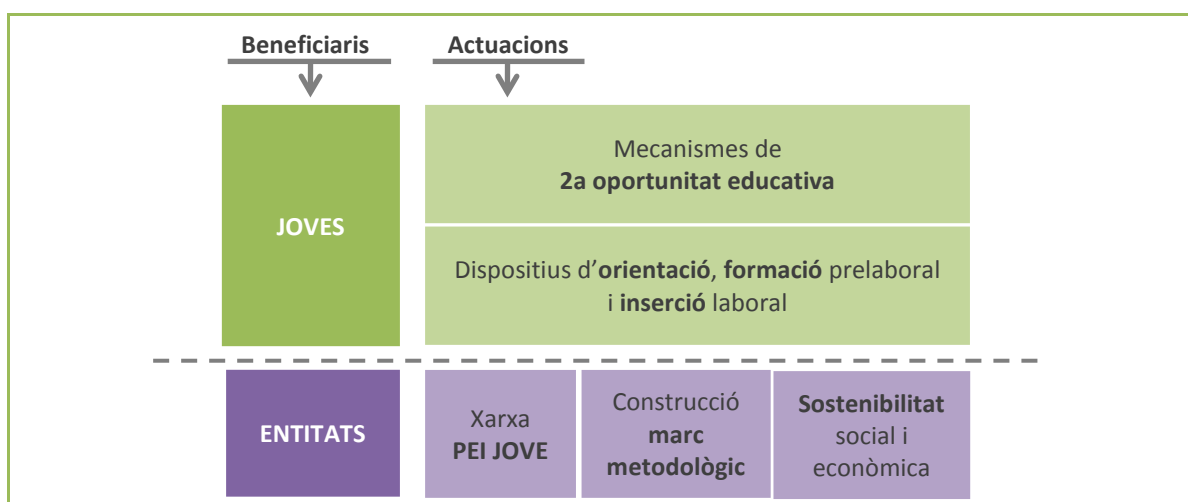 Beneficiaris
Actuacions
JOVES
Mecanismes de
2a oportunitat educativa
Dispositius d'orientació, formació prelaboral
i inserció laboral
ENTITATS
Xarxa
PEI JOVE
Construcció
marc
metodològic
Sostenibilitat
social i
econòmica